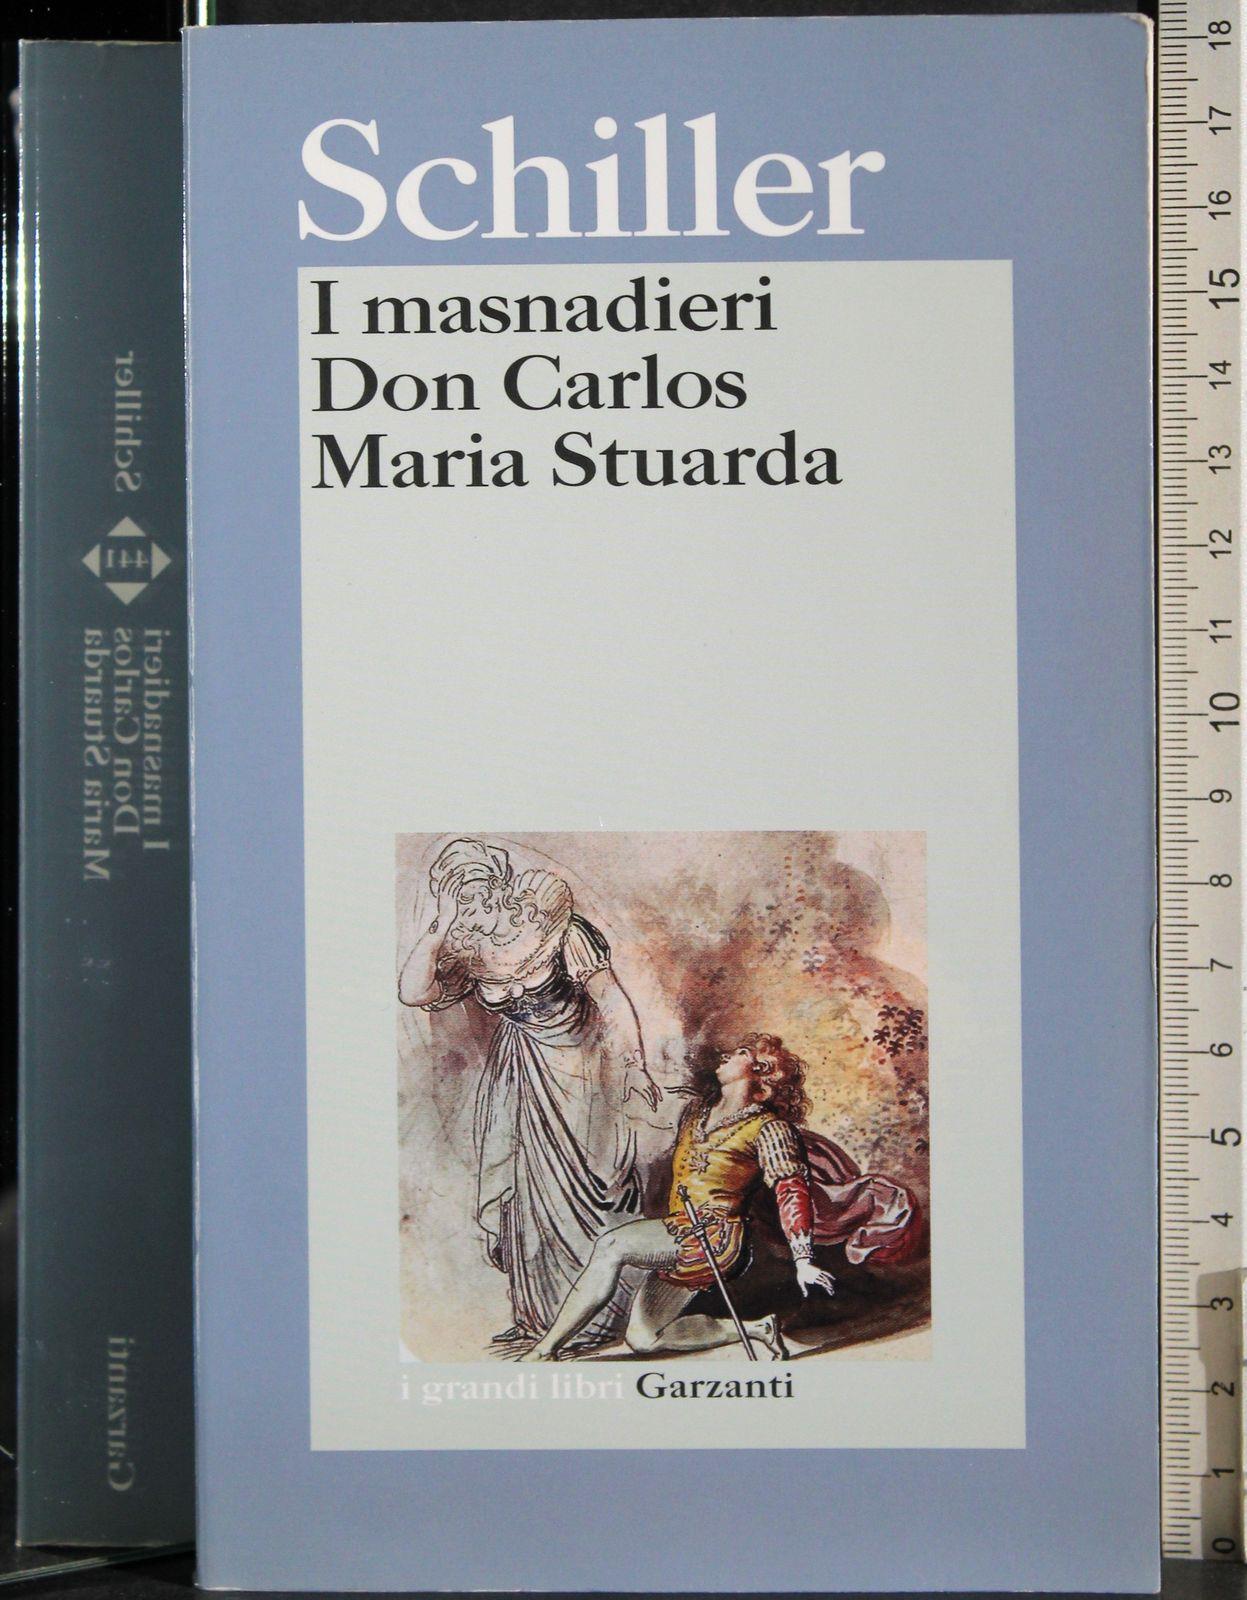 Schiller
I masnadieri
Don Carlos
Maria Stuarda
i grandi libri Garzanti
Schiller
441
I masnadieri
Don Carlos
Maria Stuarda
Garzanti
18
17
16
15
14
13
12
11
10
9
8
7
6
5
4
3
2
1
0